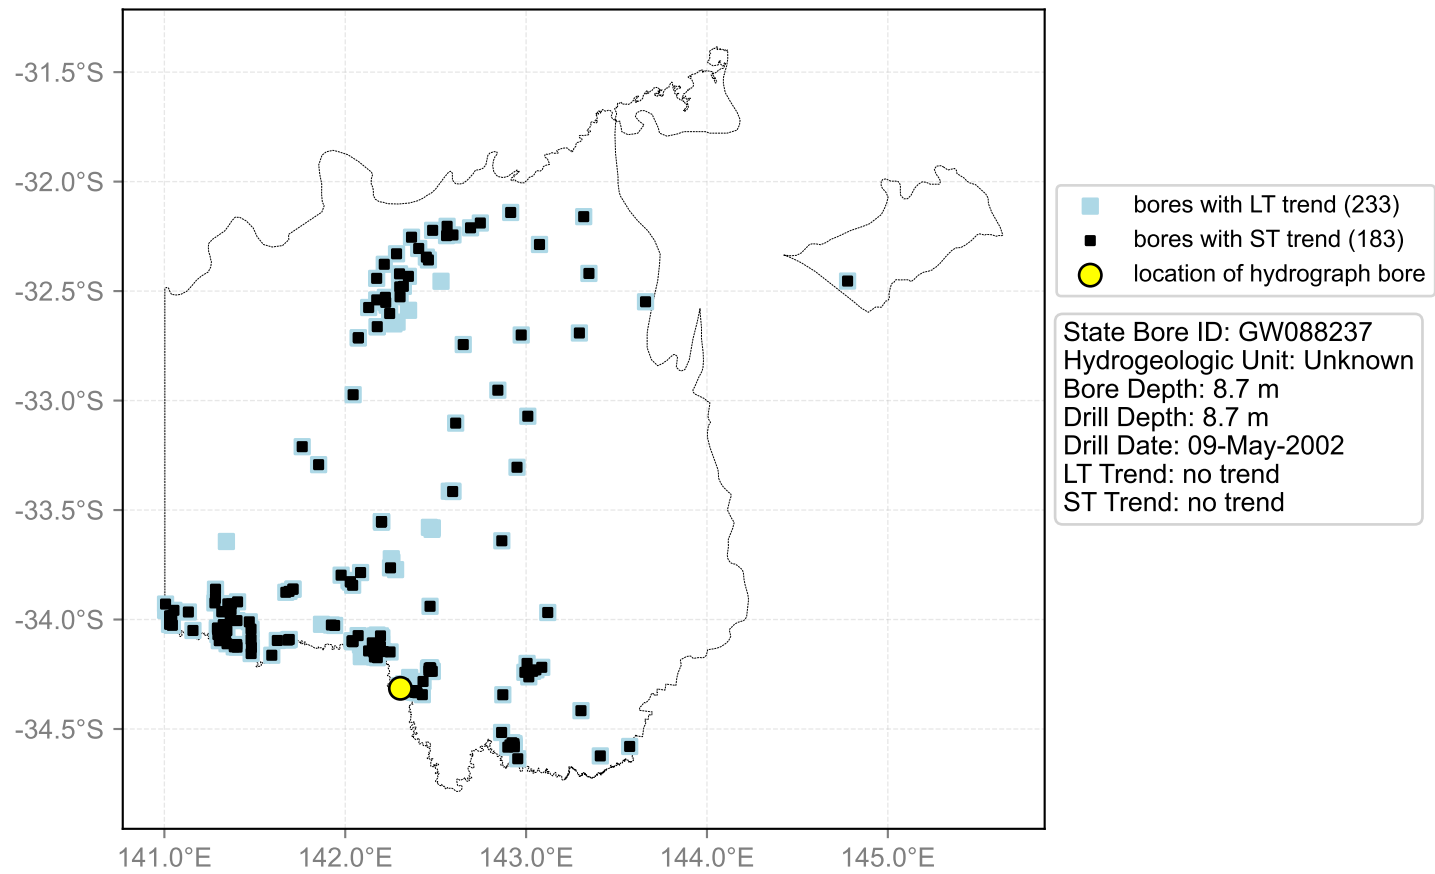 -31.5°S
-32.0°S
-32.5°S
-33.0°S
-33.5°S
-34.0°S
-34.5°S
141.0°E
142.0°E
143.0°E
144.0°E
145.0°E
bores with LT trend (233)
bores with ST trend (183)
location of hydrograph bore
State Bore ID: GW088237
Hydrogeologic Unit: Unknown
Bore Depth: 8.7 m
Drill Depth: 8.7 m
Drill Date: 09-May-2002
LT Trend: no trend
ST Trend: no trend